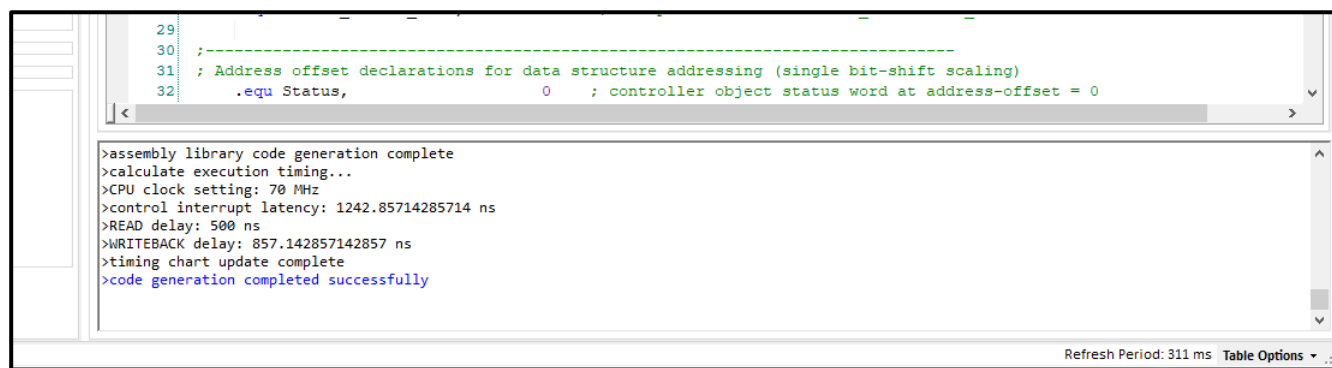 29
30 ;------------------------------------------------------------------------------
31 ; Address offset declarations for data structure addressing (single bit-shift scaling)
32 .equ Status, 0 ; controller object status word at address-offset = 0
>assembly library code generation complete
>calculate execution timing...
>CPU clock setting: 70 MHz
>control interrupt latency: 1242.85714285714 ns
>READ delay: 500 ns
>WRITEBACK delay: 857.142857142857 ns
>timing chart update complete
>code generation completed successfully
Refresh Period: 311 ms Table Options